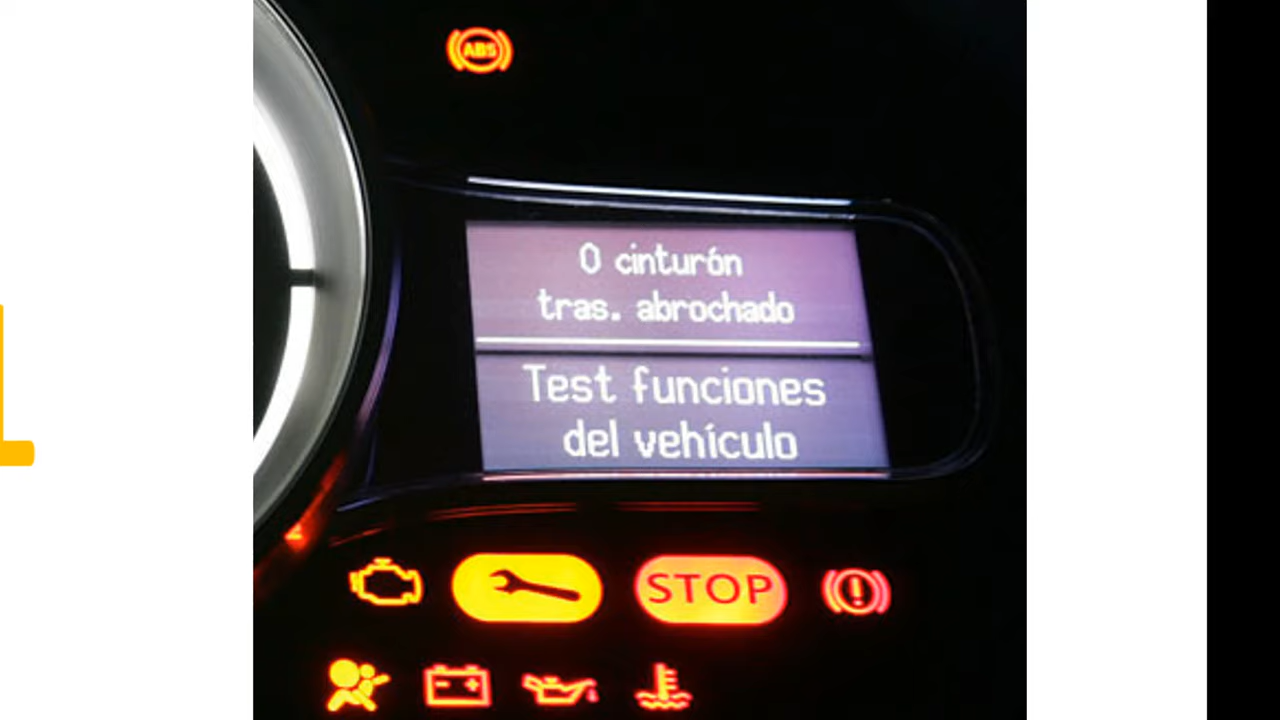 ABS
0 cinturón
tras. abrochado
Test funciones
del vehículo
STOP